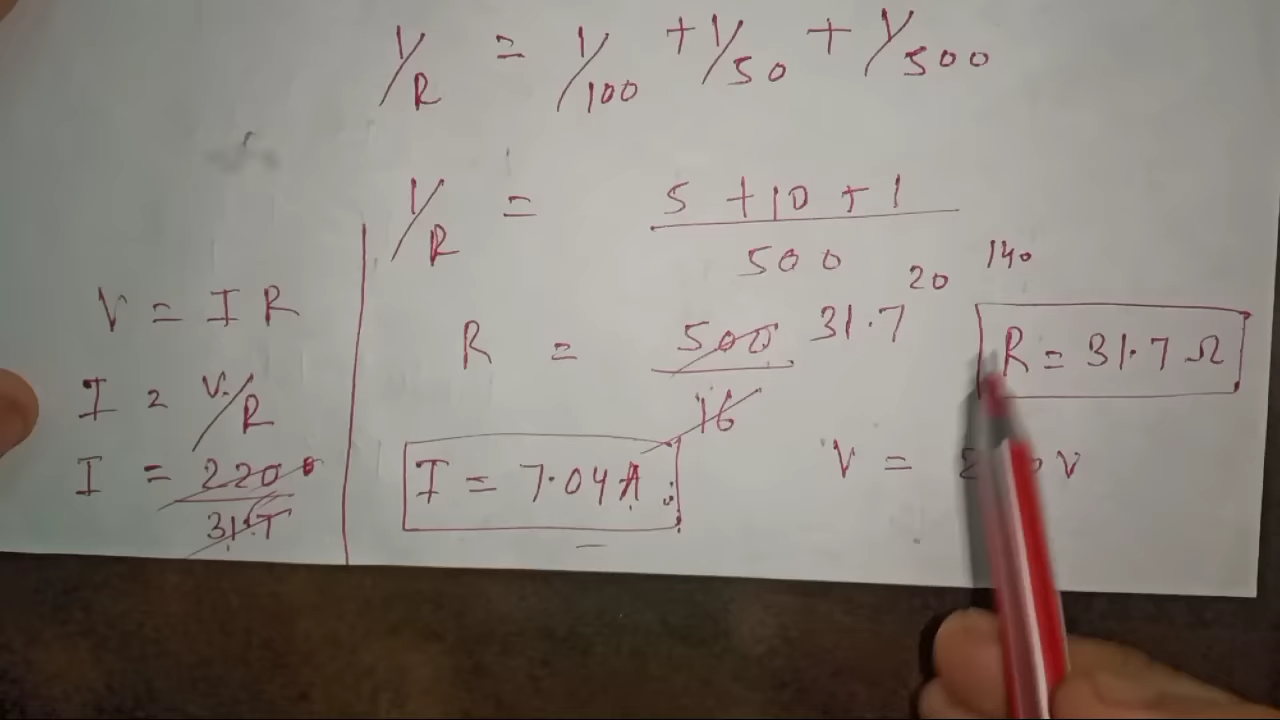 1/R = 1/100 + 1/50 + 1/500
1/R = 5 + 10 + 1
500
20 140
R = 500 31.7
16
R = 31.7 Ω
V = IR
I = V/R
I = 220
31.7
I = 7.04A
V = V